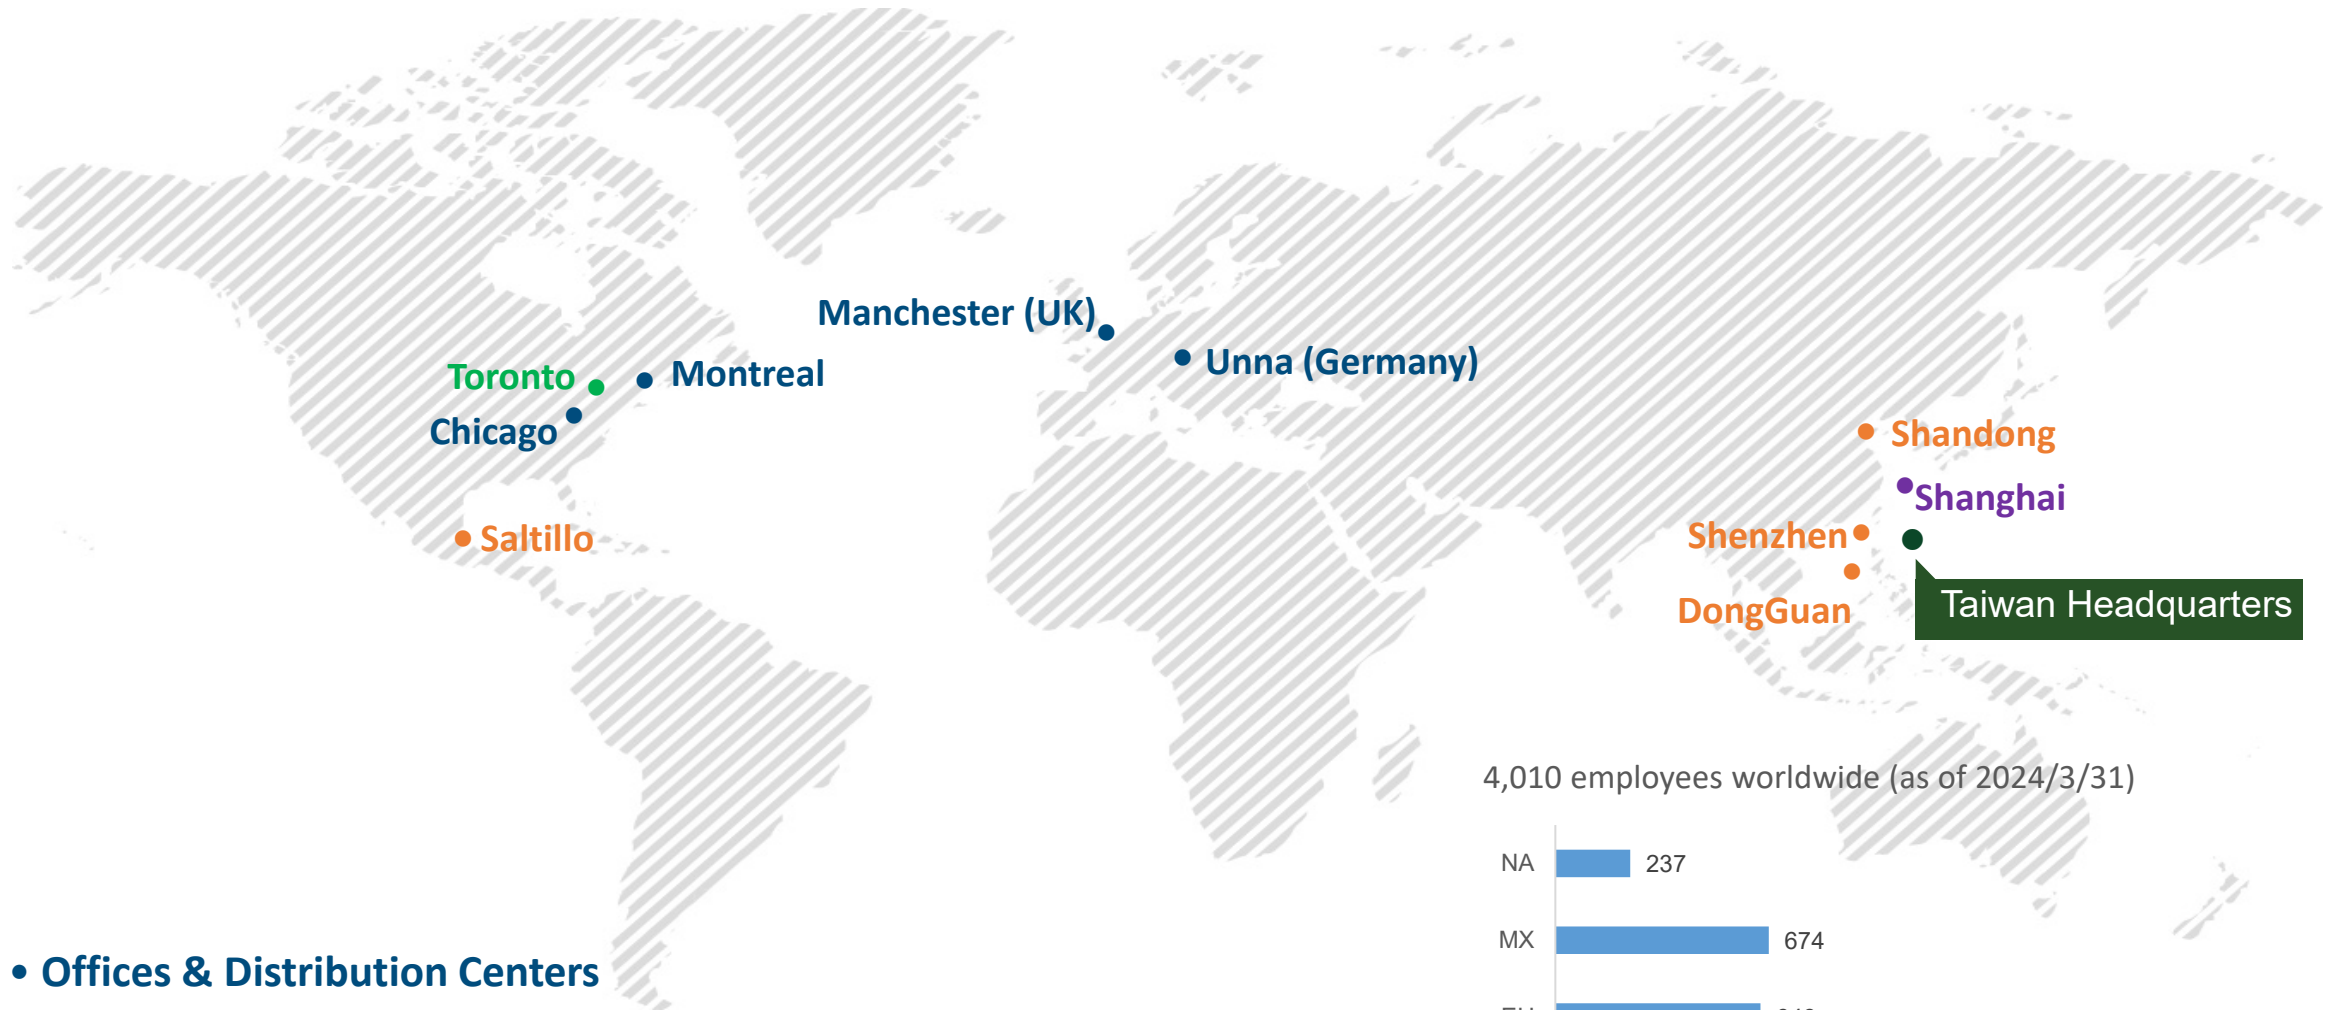 Manchester (UK)
Unna (Germany)
Toronto
Montreal
Chicago
Shandong
Shanghai
Saltillo
Shenzhen
DongGuan
Taiwan Headquarters
4,010 employees worldwide (as of 2024/3/31)
NA 237
MX 674
• Offices & Distribution Centers